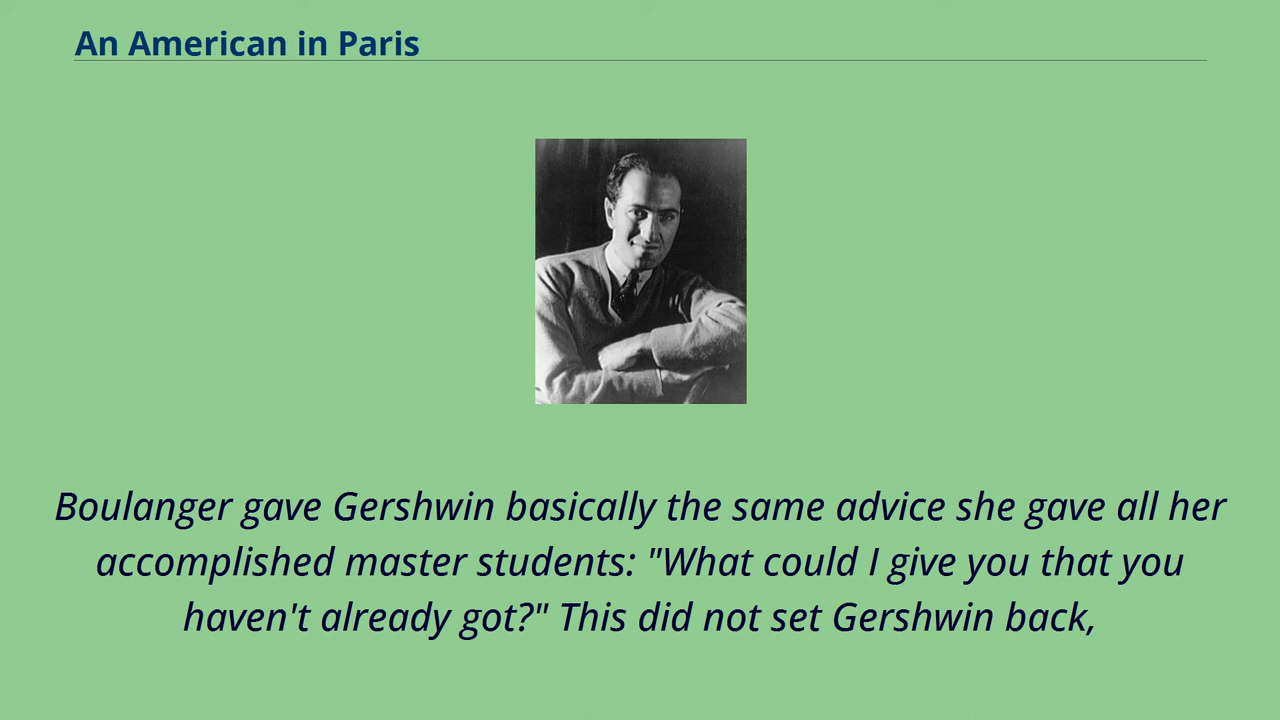 An American in Paris
Boulanger gave Gershwin basically the same advice she gave all her
accomplished master students: "What could I give you that you
haven't already got?" This did not set Gershwin back,